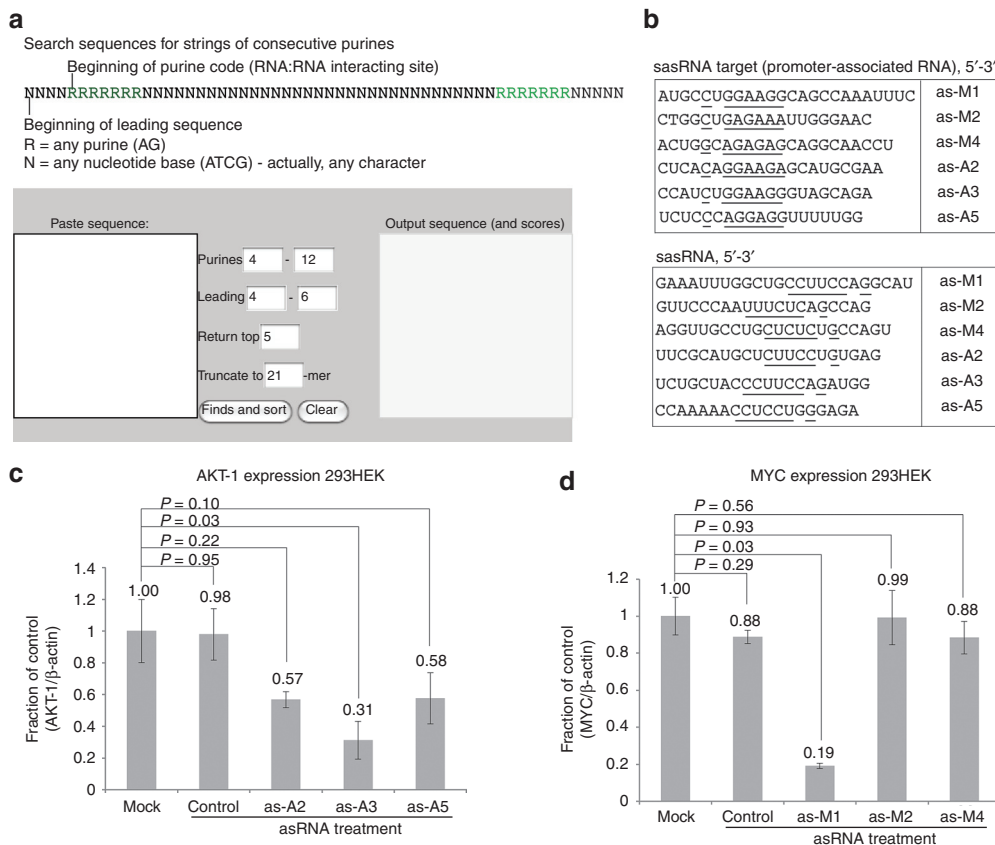 a
Search sequences for strings of consecutive purines
Beginning of purine code (RNA:RNA interacting site)
NNNNRRRRRRRNNNNNNNNNNNNNNNNNNNNNNNNNNNNNNNNNRRRRRRRNNNNN
Beginning of leading sequence
R = any purine (AG)
N = any nucleotide base (ATCG) - actually, any character
Paste sequence:
Output sequence (and scores)
Purines 4 - 12
Leading 4 - 6
Return top 5
Truncate to 21 -mer
Finds and sort Clear
b
sasRNA target (promoter-associated RNA), 5′-3′
AUGCCUGGAAGGCAGCCAAAUUUC as-M1
CUGGCUGAGAAAUUGGGAAC as-M2
ACUGGCAGAGAGCAGGCAACCU as-M4
CUCACAGGAAGAGCAUGCGAA as-A2
CCAUCUGGAAGGGUAGCAGA as-A3
UCUCCCAGGAGGUUUUUGG as-A5
sasRNA, 5′-3′
GAAAUUUGGCUGCCUUCCAGGCAU as-M1
GUUCCCAAUUUCUCAGCCAG as-M2
AGGUUGCCUGCUCUCUGCCAGU as-M4
UUCGCAUGCUCUUCCUGUGAG as-A2
UCUGCUACCCUUCCAGAUGG as-A3
CCAAAAACCUCCUGGGAGA as-A5
c
AKT-1 expression 293HEK
P = 0.10
P = 0.03
P = 0.22
P = 0.95
Fraction of control
(AKT-1/β-actin)
1.4
1.2
1
0.8
0.6
0.4
0.2
0
1.00
0.98
0.57
0.31
0.58
Mock Control as-A2 as-A3 as-A5
asRNA treatment
d
MYC expression 293HEK
P = 0.56
P = 0.93
P = 0.03
P = 0.29
Fraction of control
(MYC/β-actin)
1.2
1
0.8
0.6
0.4
0.2
0
1.00
0.88
0.19
0.99
0.88
Mock Control as-M1 as-M2 as-M4
asRNA treatment